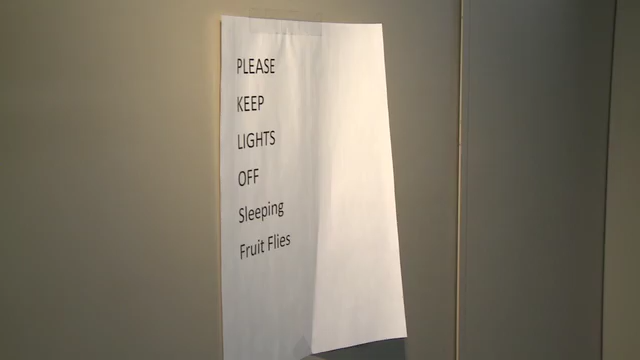 PLEASE
KEEP
LIGHTS
OFF
Sleeping
Fruit Flies